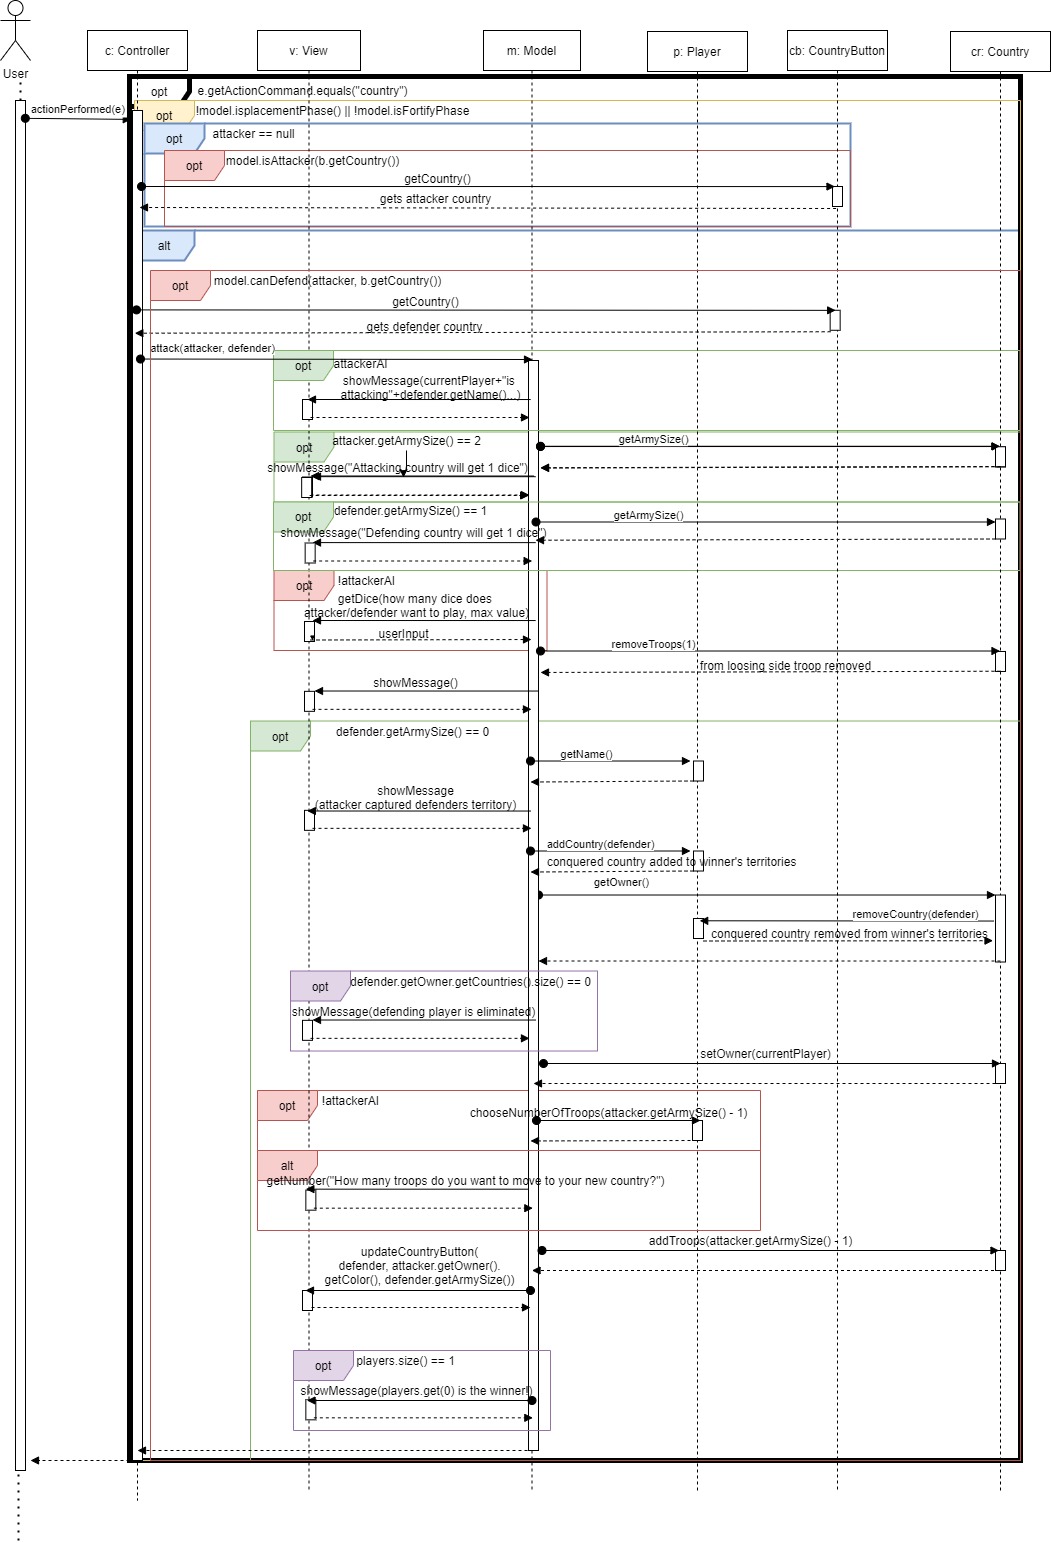 User
c: Controller
v: View
m: Model
p: Player
cb: CountryButton
cr: Country
opt
e.getActionCommand.equals("country")
actionPerformed(e)
opt
!model.isplacementPhase() || !model.isFortifyPhase
opt
attacker == null
opt
model.isAttacker(b.getCountry())
getCountry()
gets attacker country
alt
opt
model.canDefend(attacker, b.getCountry())
getCountry()
gets defender country
attack(attacker, defender)
opt
attackerAI
showMessage(currentPlayer+"is
attacking"+defender.getName()...)
opt
attacker.getArmySize() == 2
getArmySize()
showMessage("Attacking country will get 1 dice")
opt
defender.getArmySize() == 1
getArmySize()
showMessage("Defending country will get 1 dice")
opt
!attackerAI
getDice(how many dice does
attacker/defender want to play, max value)
userInput
removeTroops(1)
from loosing side troop removed
showMessage()
opt
defender.getArmySize() == 0
getName()
showMessage
(attacker captured defenders territory)
addCountry(defender)
conquered country added to winner's territories
getOwner()
removeCountry(defender)
conquered country removed from winner's territories
opt
defender.getOwner.getCountries().size() == 0
showMessage(defending player is eliminated)
setOwner(currentPlayer)
opt
!attackerAI
chooseNumberOfTroops(attacker.getArmySize() - 1)
alt
getNumber("How many troops do you want to move to your new country?")
addTroops(attacker.getArmySize() - 1)
updateCountryButton(
defender, attacker.getOwner().
getColor(), defender.getArmySize())
opt
players.size() == 1
showMessage(players.get(0) is the winner!)